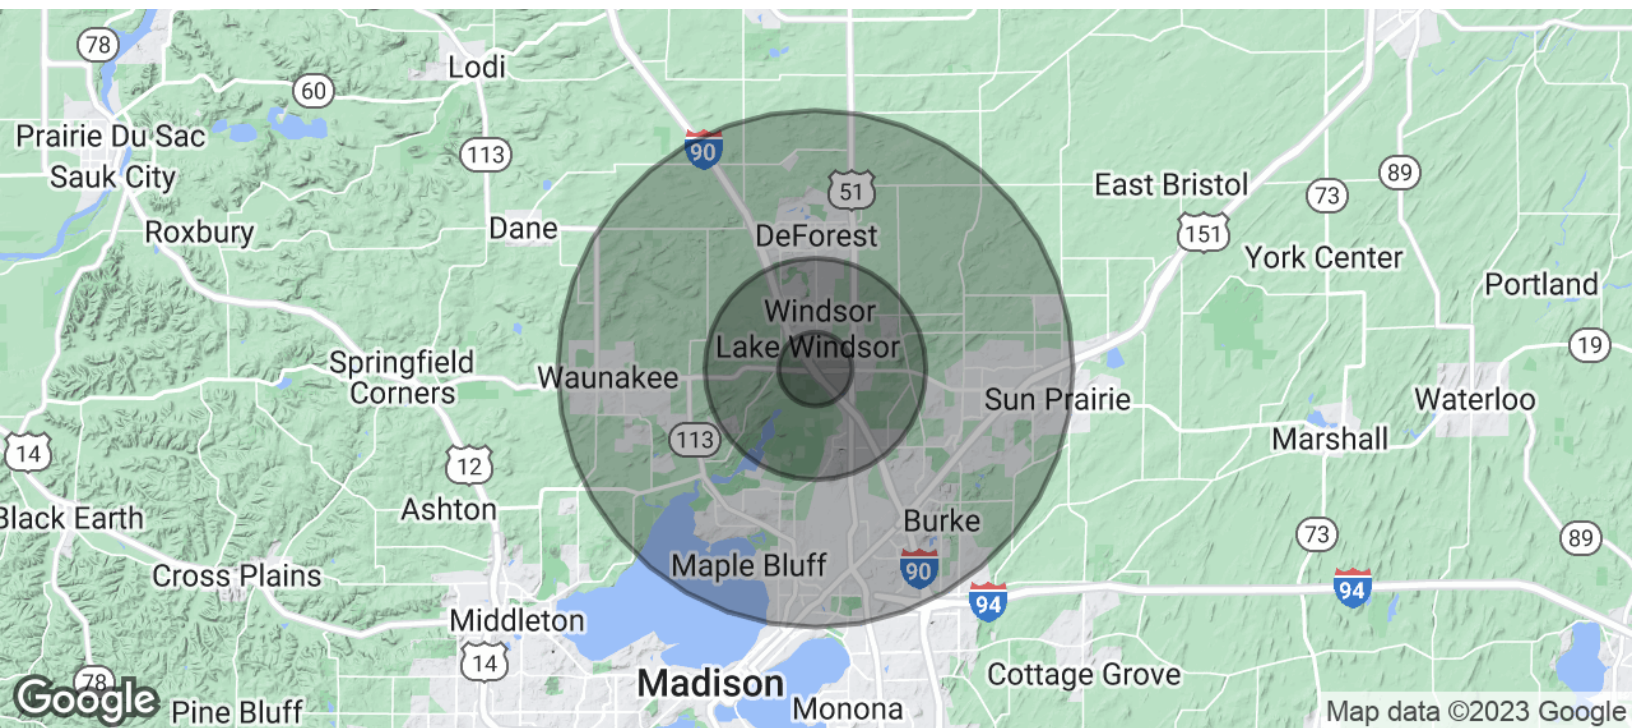 78
Lodi
60
Prairie Du Sac
113
90
Sauk City
51
89
East Bristol
73
Roxbury
Dane
DeForest
151
York Center
Portland
Windsor
Lake Windsor
19
Springfield
Corners
Waunakee
Sun Prairie
Waterloo
113
Marshall
14
12
Ashton
Black Earth
Burke
73
89
Maple Bluff
90
Cross Plains
94
94
Middleton
14
Madison
Cottage Grove
78
Google
Pine Bluff
Monona
Map data ©2023 Google